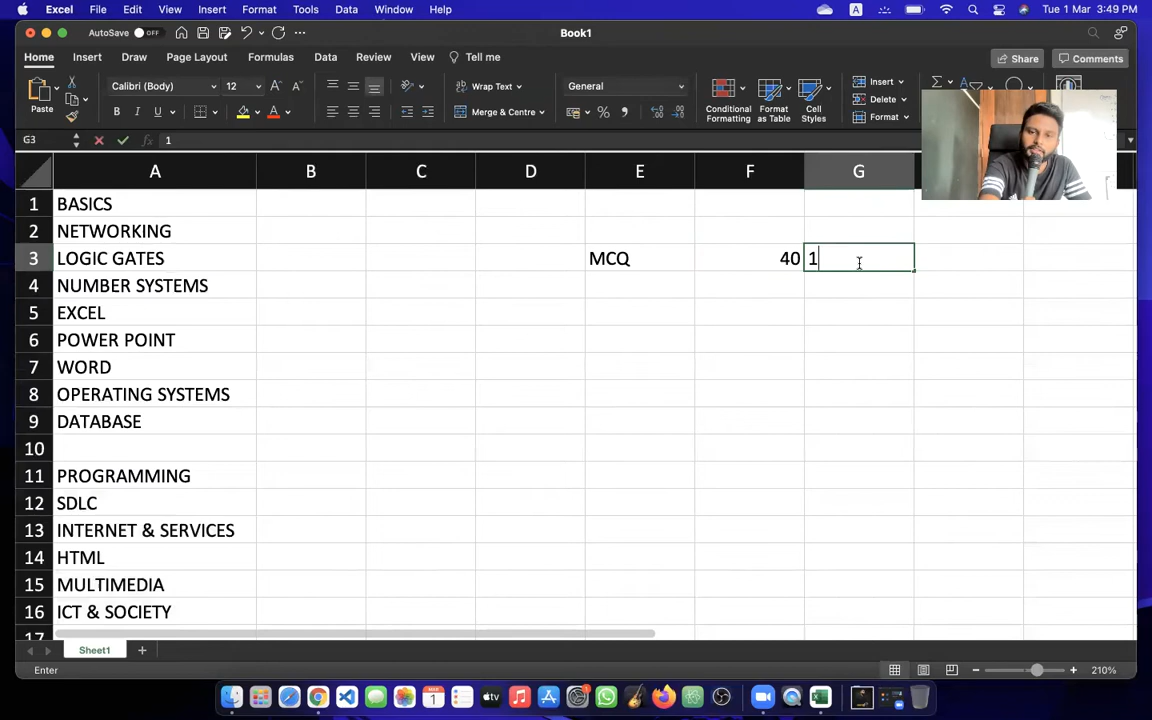 Excel File Edit View Insert Format Tools Data Window Help A Tue 1 Mar 3:49 PM
AutoSave OFF Book1
Home Insert Draw Page Layout Formulas Data Review View Tell me Share Comments
Paste Calibri (Body) 12 Wrap Text General Conditional Formatting Format as Table Cell Styles Insert
B I U Merge & Centre Delete
Format
G3 fx 1
A B C D E F G
1 BASICS
2 NETWORKING
3 LOGIC GATES MCQ 40 1
4 NUMBER SYSTEMS
5 EXCEL
6 POWER POINT
7 WORD
8 OPERATING SYSTEMS
9 DATABASE
10
11 PROGRAMMING
12 SDLC
13 INTERNET & SERVICES
14 HTML
15 MULTIMEDIA
16 ICT & SOCIETY
17
Sheet1
Enter 210%